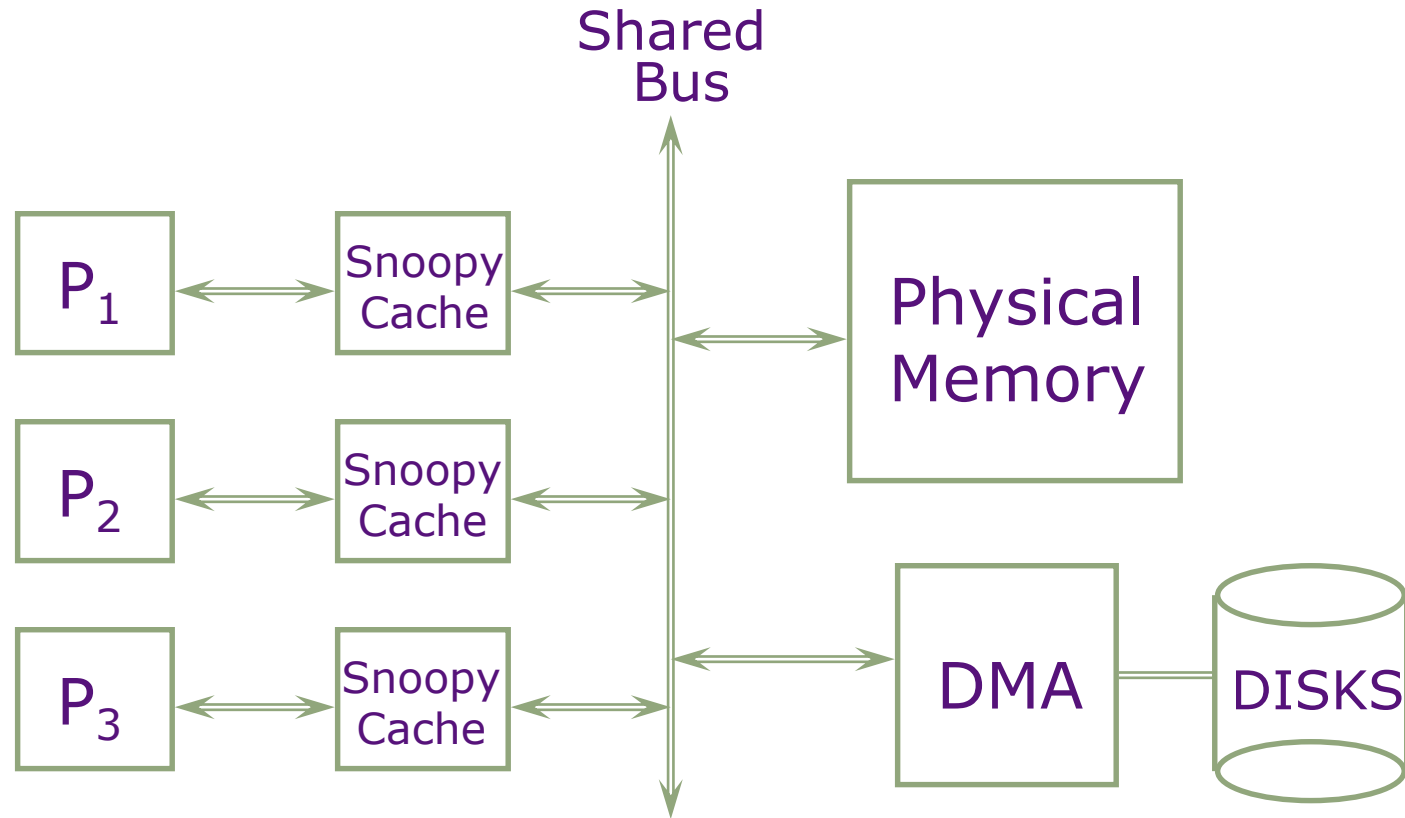 Shared
Bus
P1
Snoopy
Cache
Physical
Memory
P2
Snoopy
Cache
P3
Snoopy
Cache
DMA
DISKS